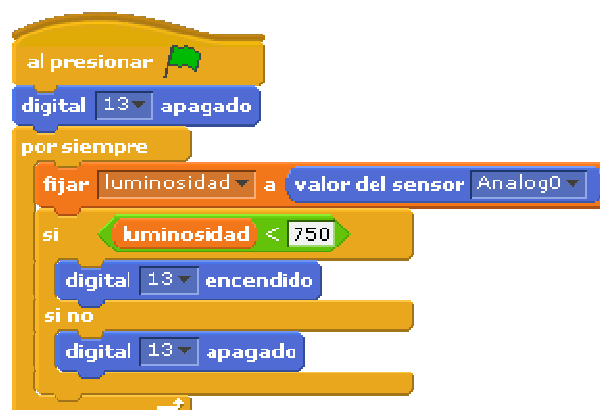 al presionar
digital 13 apagado
por siempre
fijar luminosidad a valor del sensor Analog0
si luminosidad < 750
digital 13 encendido
si no
digital 13 apagado